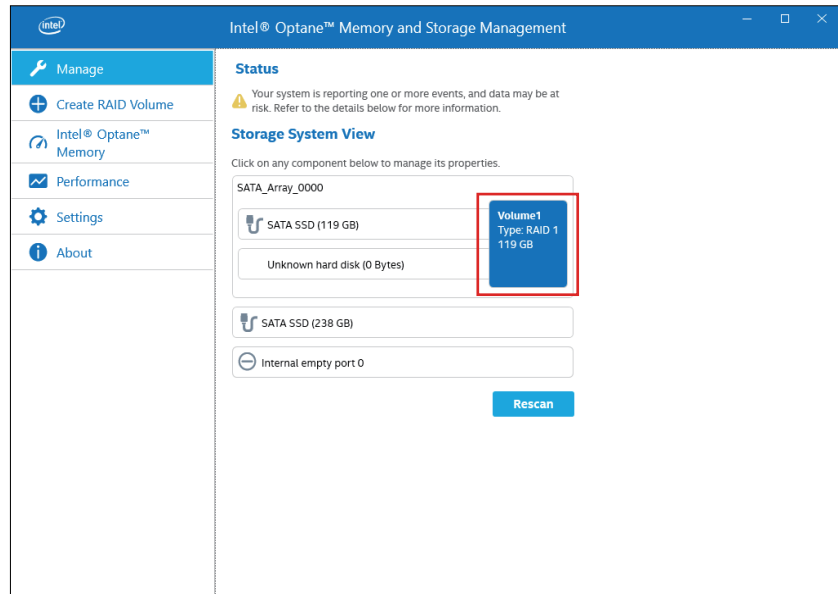 intel
Intel® Optane™ Memory and Storage Management
Manage
Create RAID Volume
Intel® Optane™
Memory
Performance
Settings
About
Status
Your system is reporting one or more events, and data may be at
risk. Refer to the details below for more information.
Storage System View
Click on any component below to manage its properties.
SATA_Array_0000
SATA SSD (119 GB)
Unknown hard disk (0 Bytes)
Volume1
Type: RAID 1
119 GB
SATA SSD (238 GB)
Internal empty port 0
Rescan